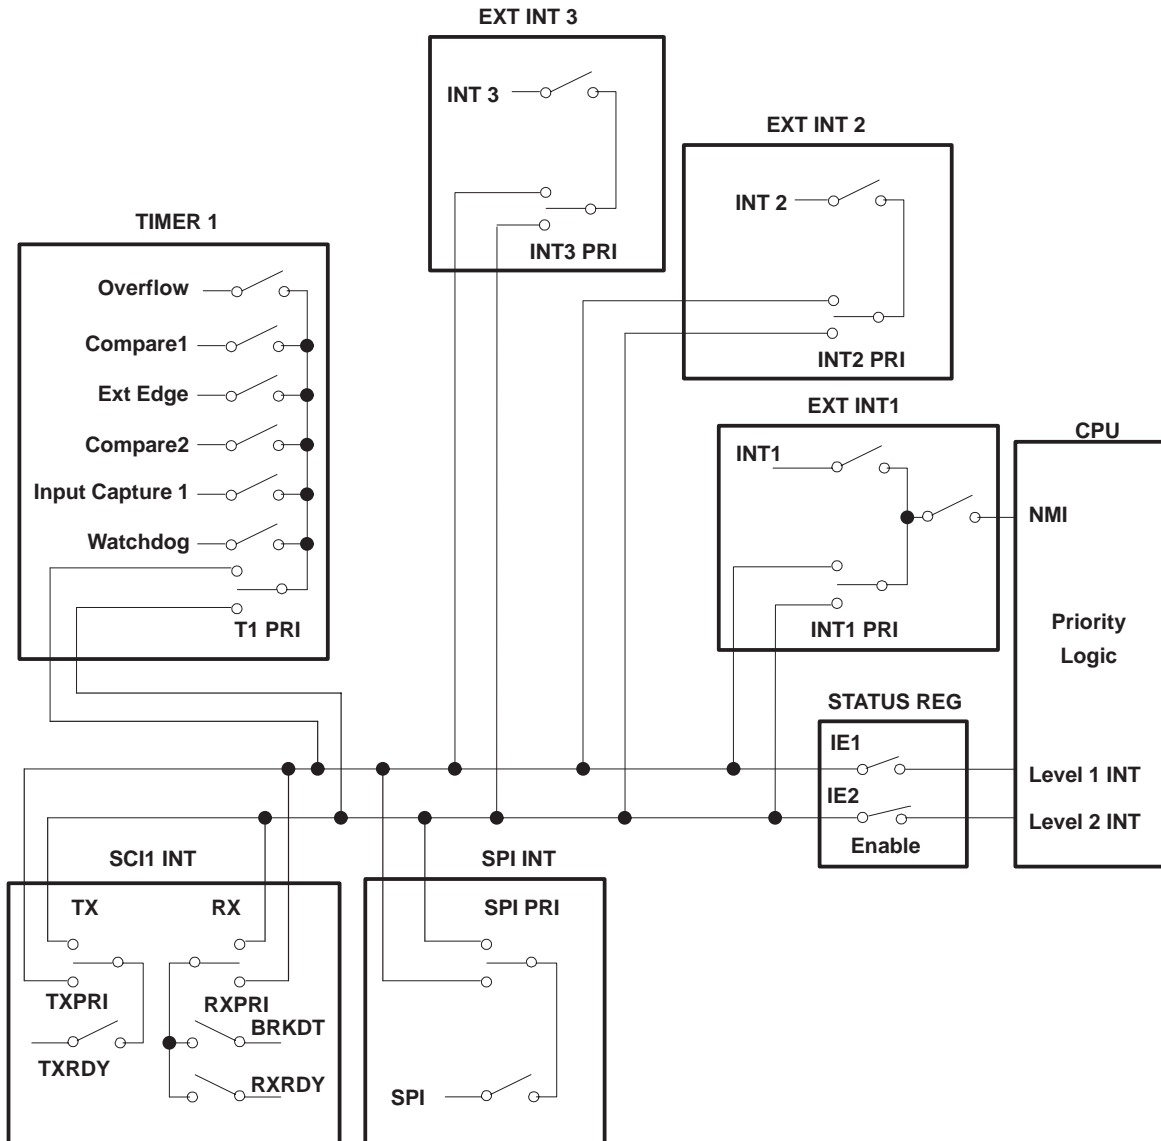 EXT INT 3
INT 3
INT3 PRI
EXT INT 2
INT 2
INT2 PRI
TIMER 1
Overflow
Compare1
Ext Edge
Compare2
Input Capture 1
Watchdog
T1 PRI
EXT INT1
INT1
INT1 PRI
CPU
NMI
Priority
Logic
Level 1 INT
Level 2 INT
STATUS REG
IE1
IE2
Enable
SCI1 INT
TX
RX
TXPRI
RXPRI
BRKDT
TXRDY
RXRDY
SPI INT
SPI PRI
SPI